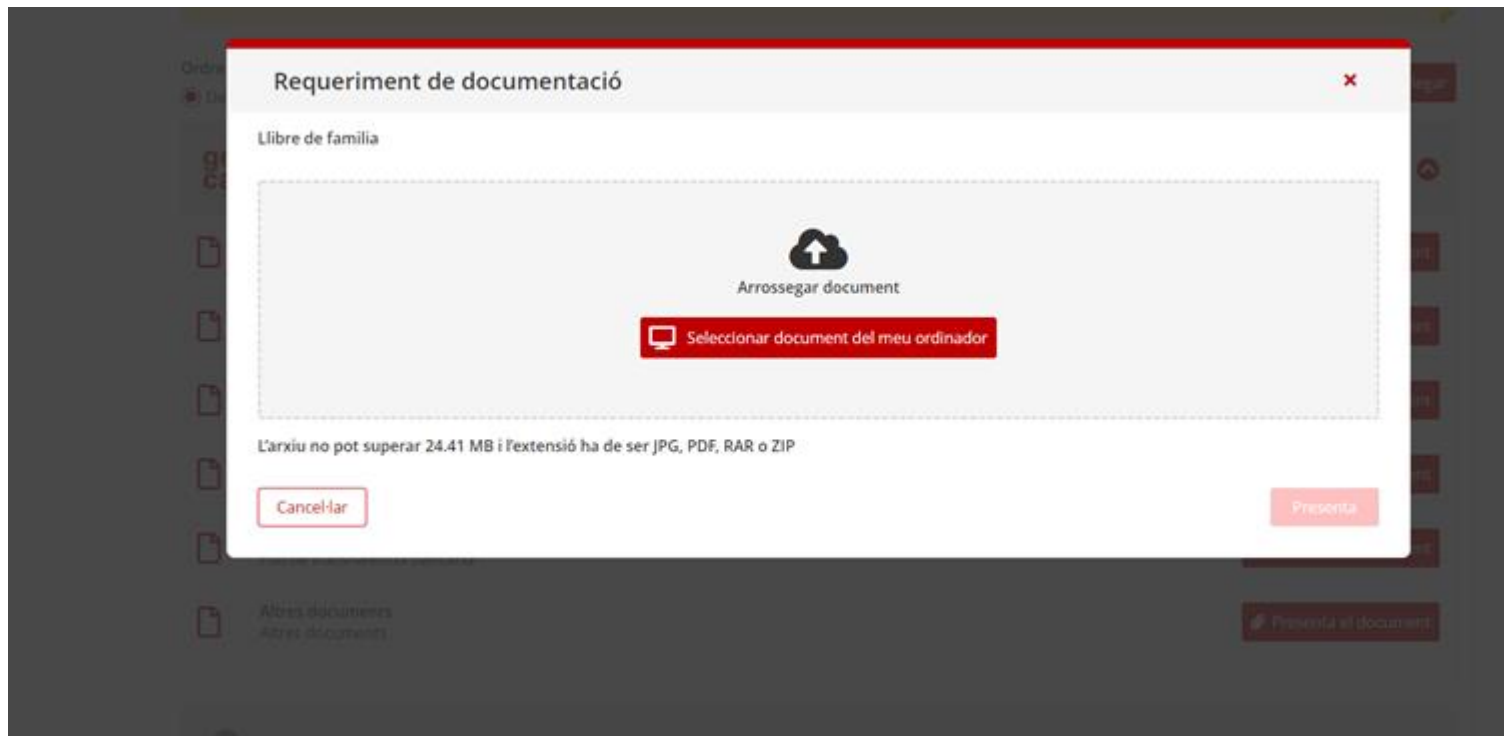 Requeriment de documentació
Llibre de familia
Arrossegar document
Seleccionar document del meu ordinador
L'arxiu no pot superar 24.41 MB i l'extensió ha de ser JPG, PDF, RAR o ZIP
Cancel·lar
Presenta
Altres documents
Altres documents
Presenta el document